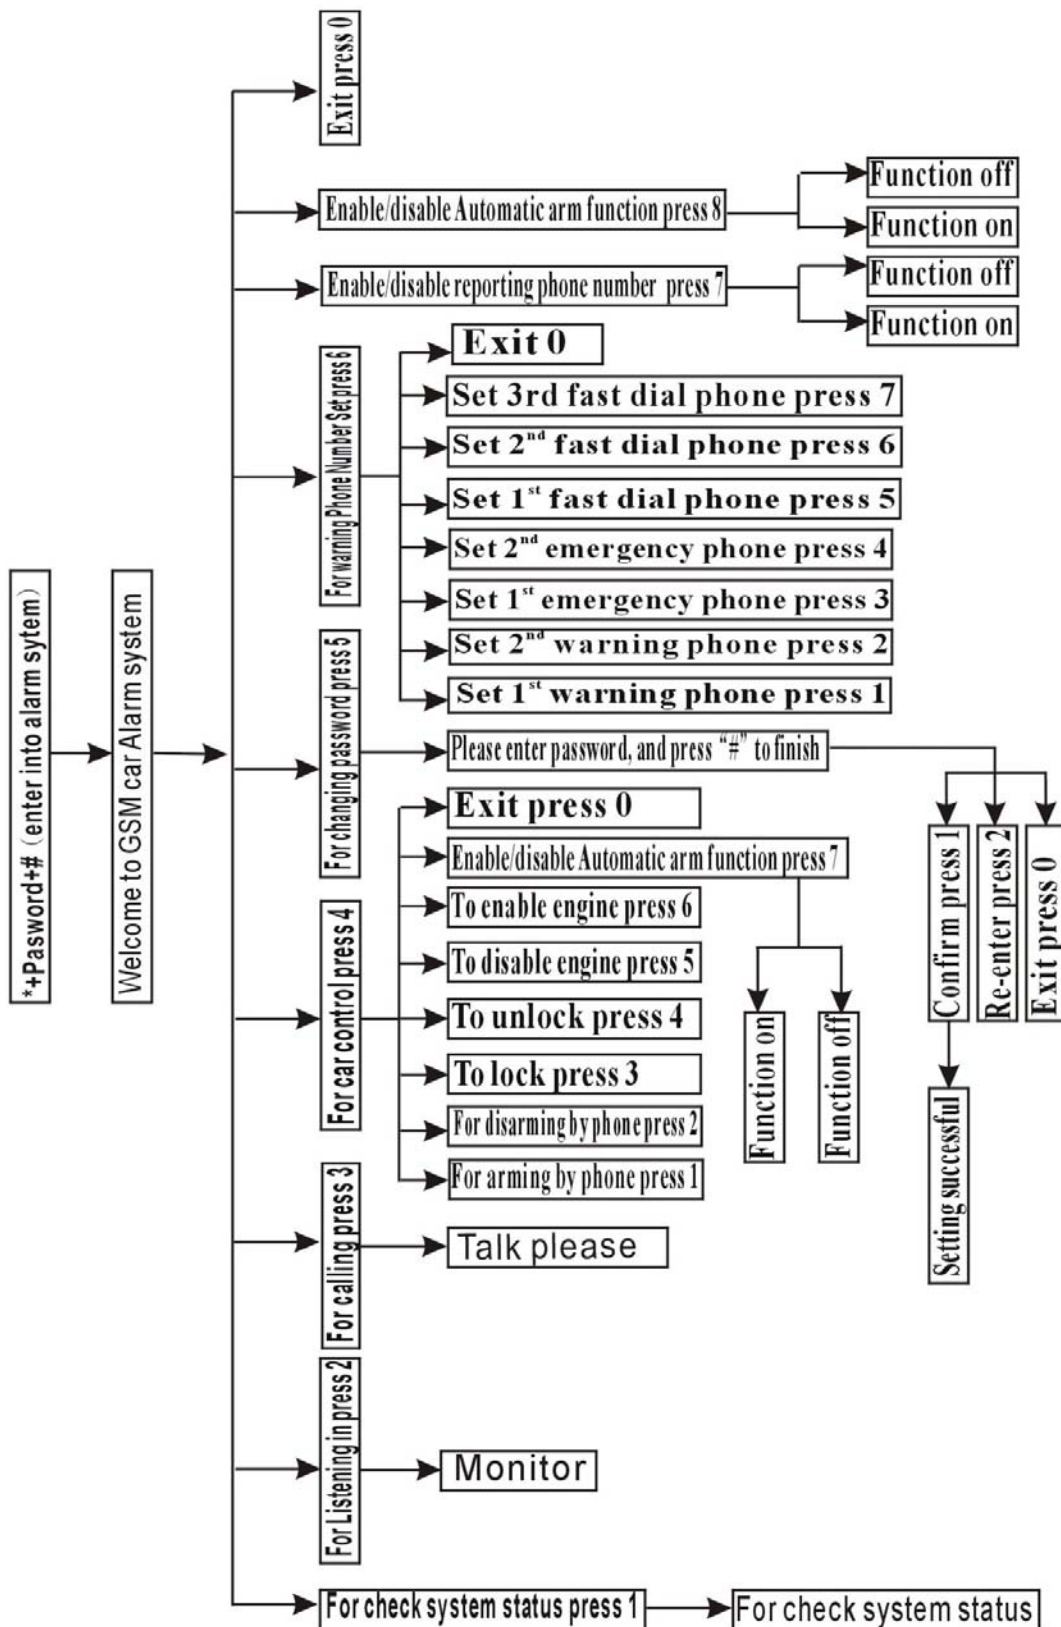 *+Pasword+# (enter into alarm sytem)
Welcome to GSM car Alarm system
Exit press 0
Enable/disable Automatic arm function press 8
Function off
Function on
Enable/disable reporting phone number press 7
Function off
Function on
For warning Phone Number Set press 6
Exit 0
Set 3rd fast dial phone press 7
Set 2nd fast dial phone press 6
Set 1st fast dial phone press 5
Set 2nd emergency phone press 4
Set 1st emergency phone press 3
Set 2nd warning phone press 2
Set 1st warning phone press 1
For changing password press 5
Please enter password, and press “#” to finish
Confirm press 1
Re-enter press 2
Exit press 0
Setting successful
For car control press 4
Exit press 0
Enable/disable Automatic arm function press 7
Function on
Function off
To enable engine press 6
To disable engine press 5
To unlock press 4
To lock press 3
For disarming by phone press 2
For arming by phone press 1
For calling press 3
Talk please
For Listening in press 2
Monitor
For check system status press 1
For check system status